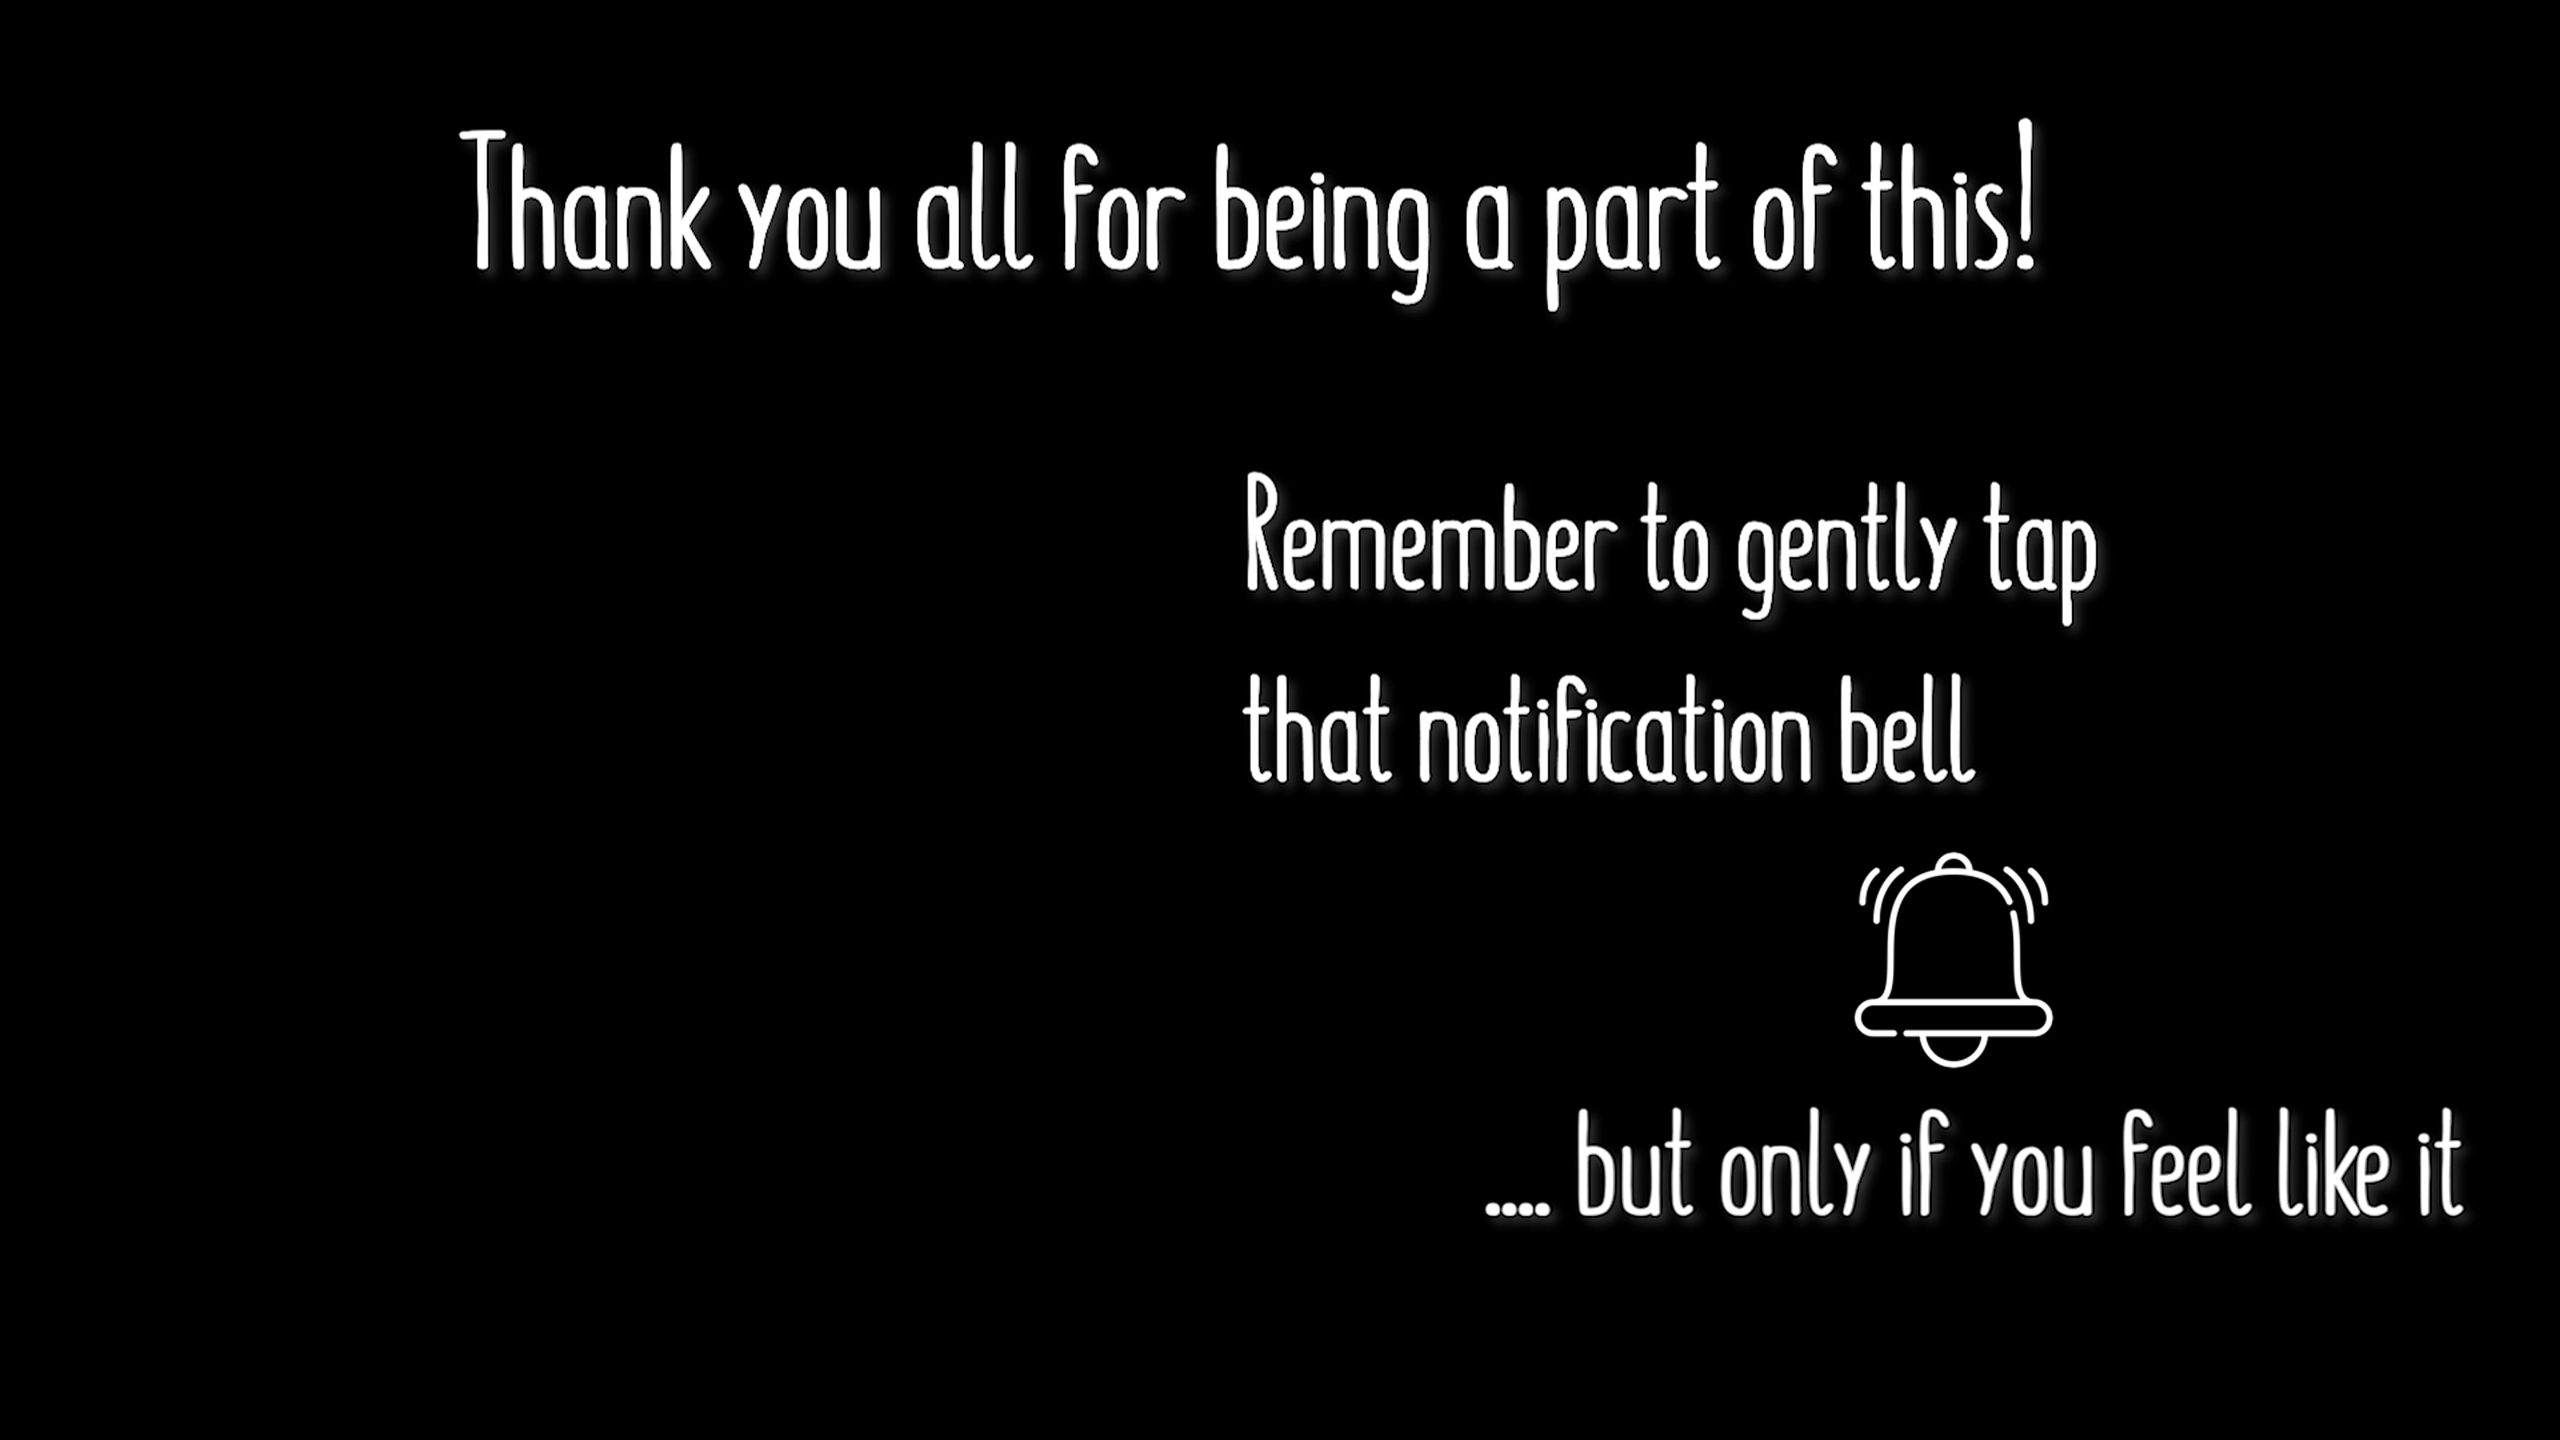 Thank you all for being a part of this!
Remember to gently tap
that notification bell
.... but only if you feel like it